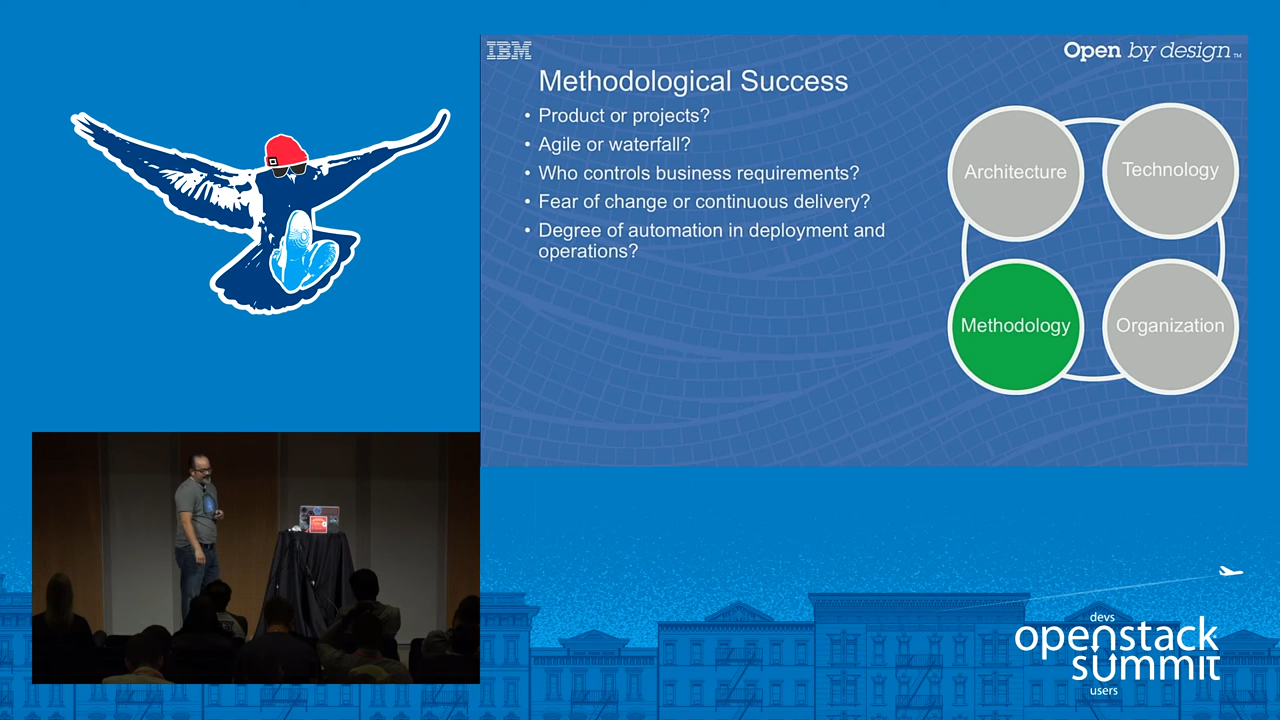 IBM
Open by design™
Methodological Success
• Product or projects?
• Agile or waterfall?
• Who controls business requirements?
• Fear of change or continuous delivery?
• Degree of automation in deployment and
operations?
Architecture
Technology
Methodology
Organization
devs
openstack
summit
users